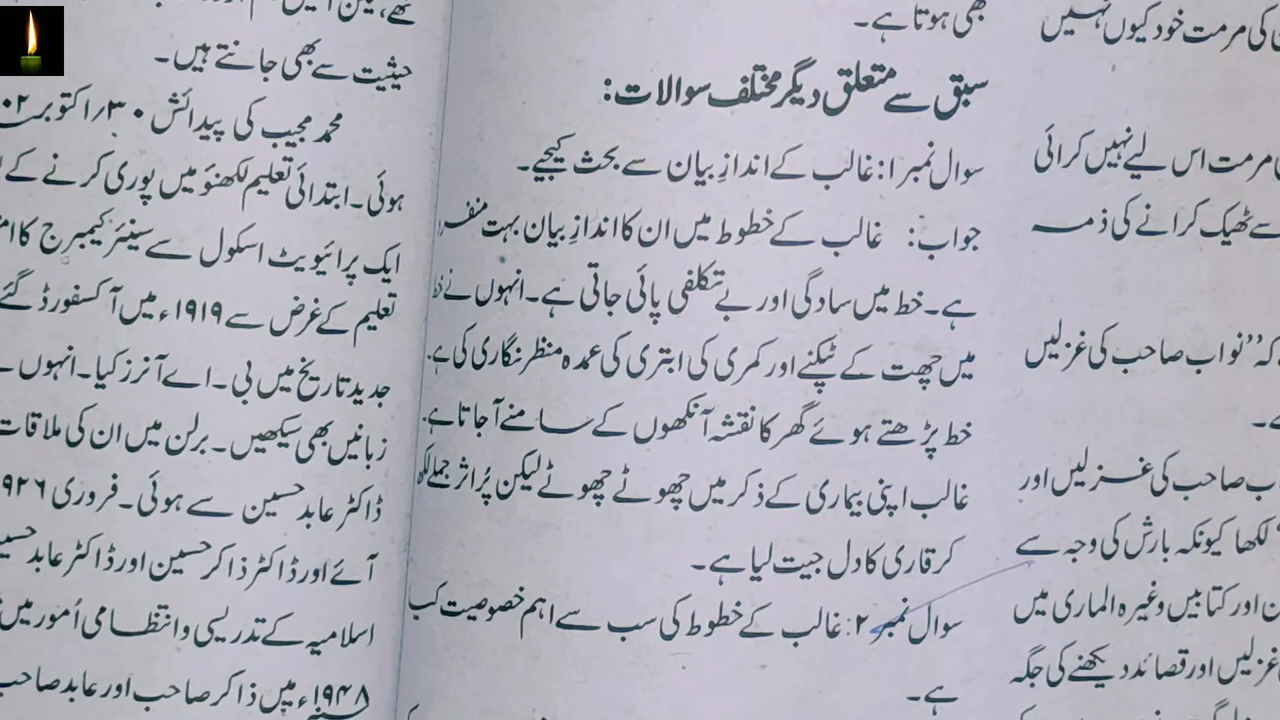 کی مرمت خود کیوں نہیں
مرمت اس لیے نہیں کرائی
سے ٹھیک کرانے کی ذمہ
کہ "نواب صاحب کی غزلیں
صاحب کی غزلیں اور
لکھا کیونکہ بارش کی وجہ سے
اور کتابیں وغیرہ الماری میں
غزلیں اور قصائد دیکھنے کی جگہ
بھی ہوتا ہے۔
سبق سے متعلق دیگر مختلف سوالات:
سوال نمبر ۱: غالب کے اندازِ بیان سے بحث کیجیے۔
جواب: غالب کے خطوط میں ان کا اندازِ بیان بہت
ہے۔ خط میں سادگی اور بے تکلفی پائی جاتی ہے۔ انہوں نے خط
میں چھت کے ٹپکنے اور کمری کی ابتری کی عمدہ منظر نگاری کی ہے۔
خط پڑھتے ہوئے گھر کا نقشہ آنکھوں کے سامنے آجاتا ہے۔
غالب اپنی بیماری کے ذکر میں چھوٹے چھوٹے لیکن پُر اثر جملے لکھ
کر قاری کا دل جیت لیا ہے۔
سوال نمبر ۲: غالب کے خطوط کی سب سے اہم خصوصیت کیا
ہے۔
حیثیت سے بھی جانتے ہیں۔
محمد مجیب کی پیدائش ۳۰/اکتوبر
ہوئی۔ ابتدائی تعلیم لکھنؤ میں پوری کرنے کے
ایک پرائیویٹ اسکول سے سینئر کیمبرج کا
تعلیم کے غرض سے ۱۹۱۹ء میں آکسفورڈ گئے
جدید تاریخ میں بی۔اے آنرز کیا۔ انہوں
زبانیں بھی سیکھیں۔ برلن میں ان کی ملاقات
ڈاکٹر عابد حسین سے ہوئی۔ فروری
آئے اور ڈاکٹر ذاکر حسین اور ڈاکٹر عابد حسین
اسلامیہ کے تدریسی و انتظامی اُمور میں
۱۹۴۸ء میں ذاکر صاحب اور عابد صاحب